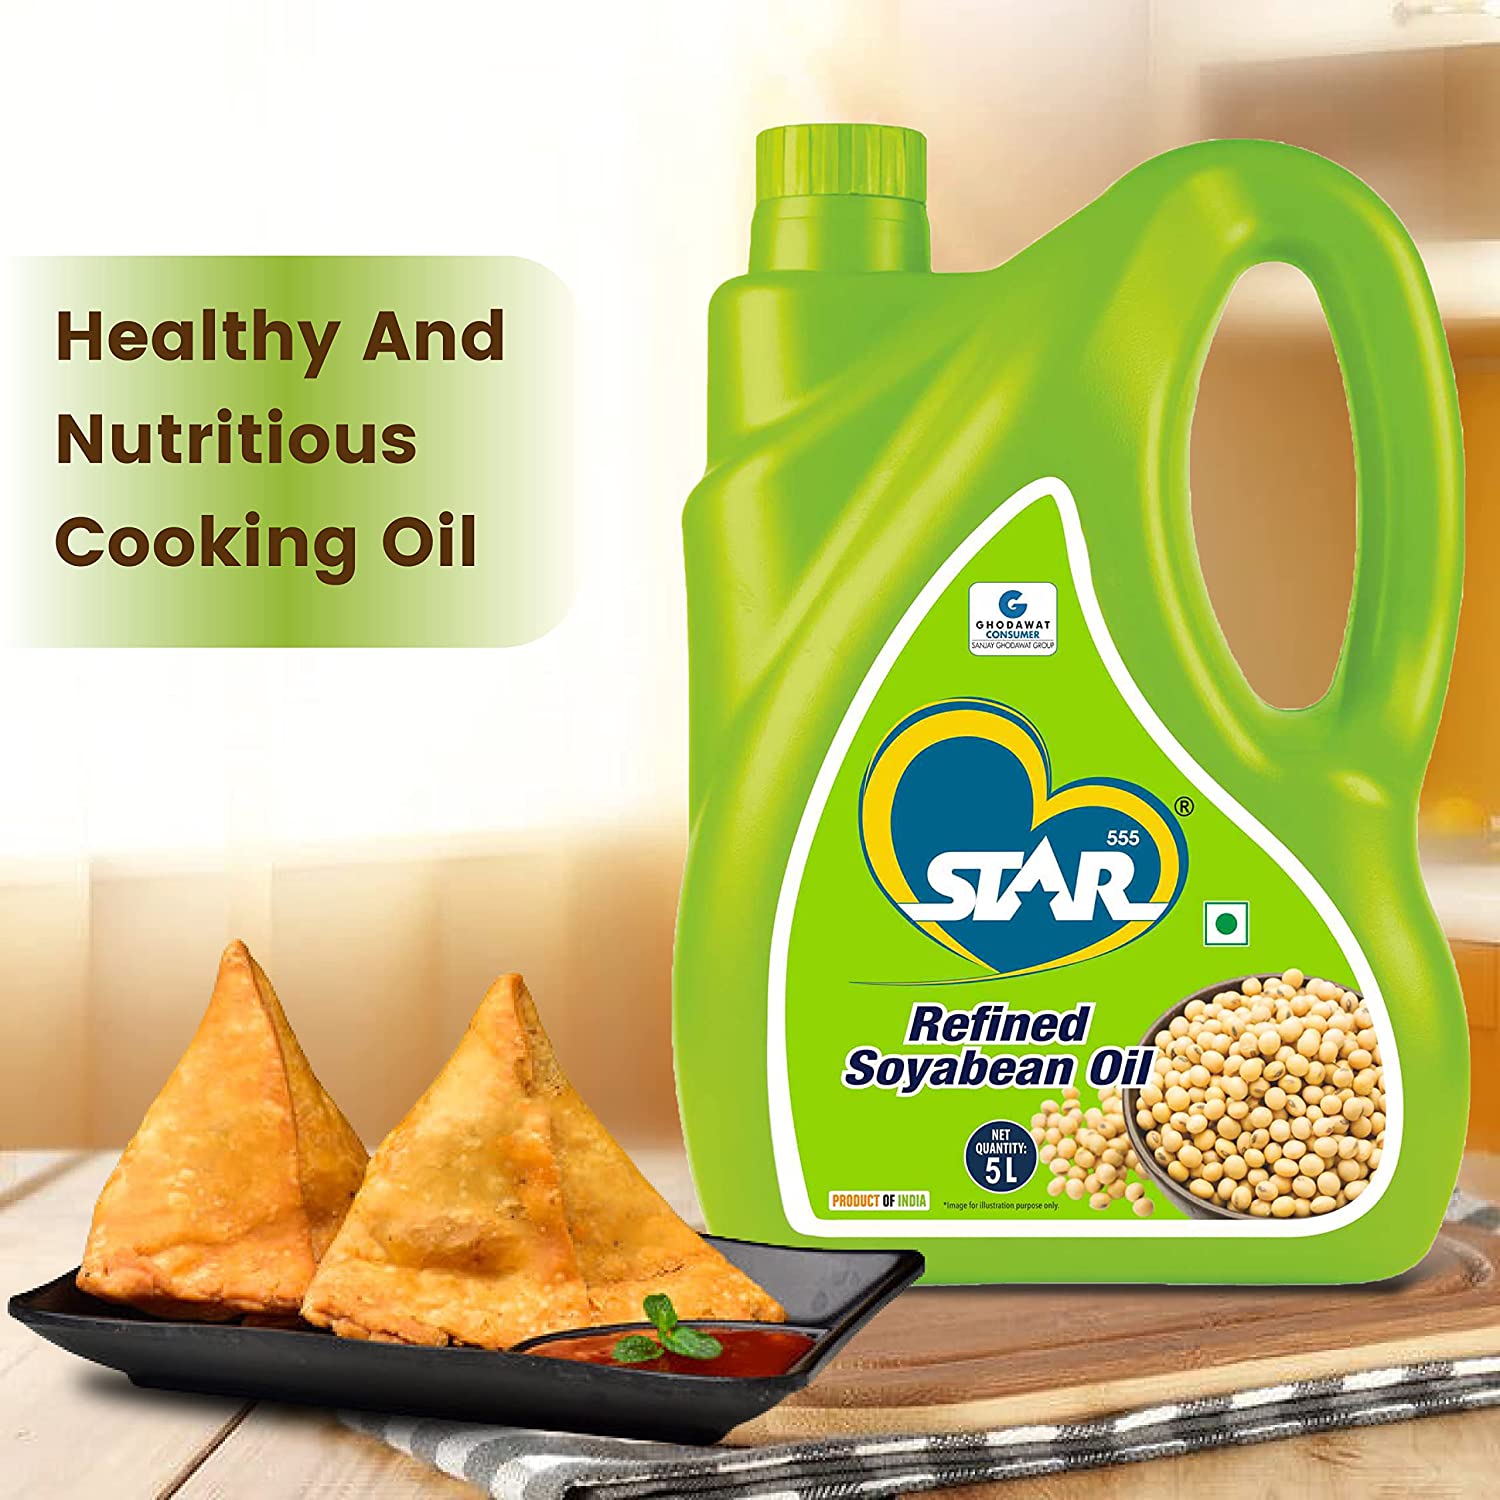 Healthy And
Nutritious
Cooking Oil
G
GHODAWAT
CONSUMER
SANJAY GHODAWAT GROUP
555
STAR ®
Refined
Soyabean Oil
NET
QUANTITY:
5 L
PRODUCT OF INDIA
*Image for illustration purpose only.